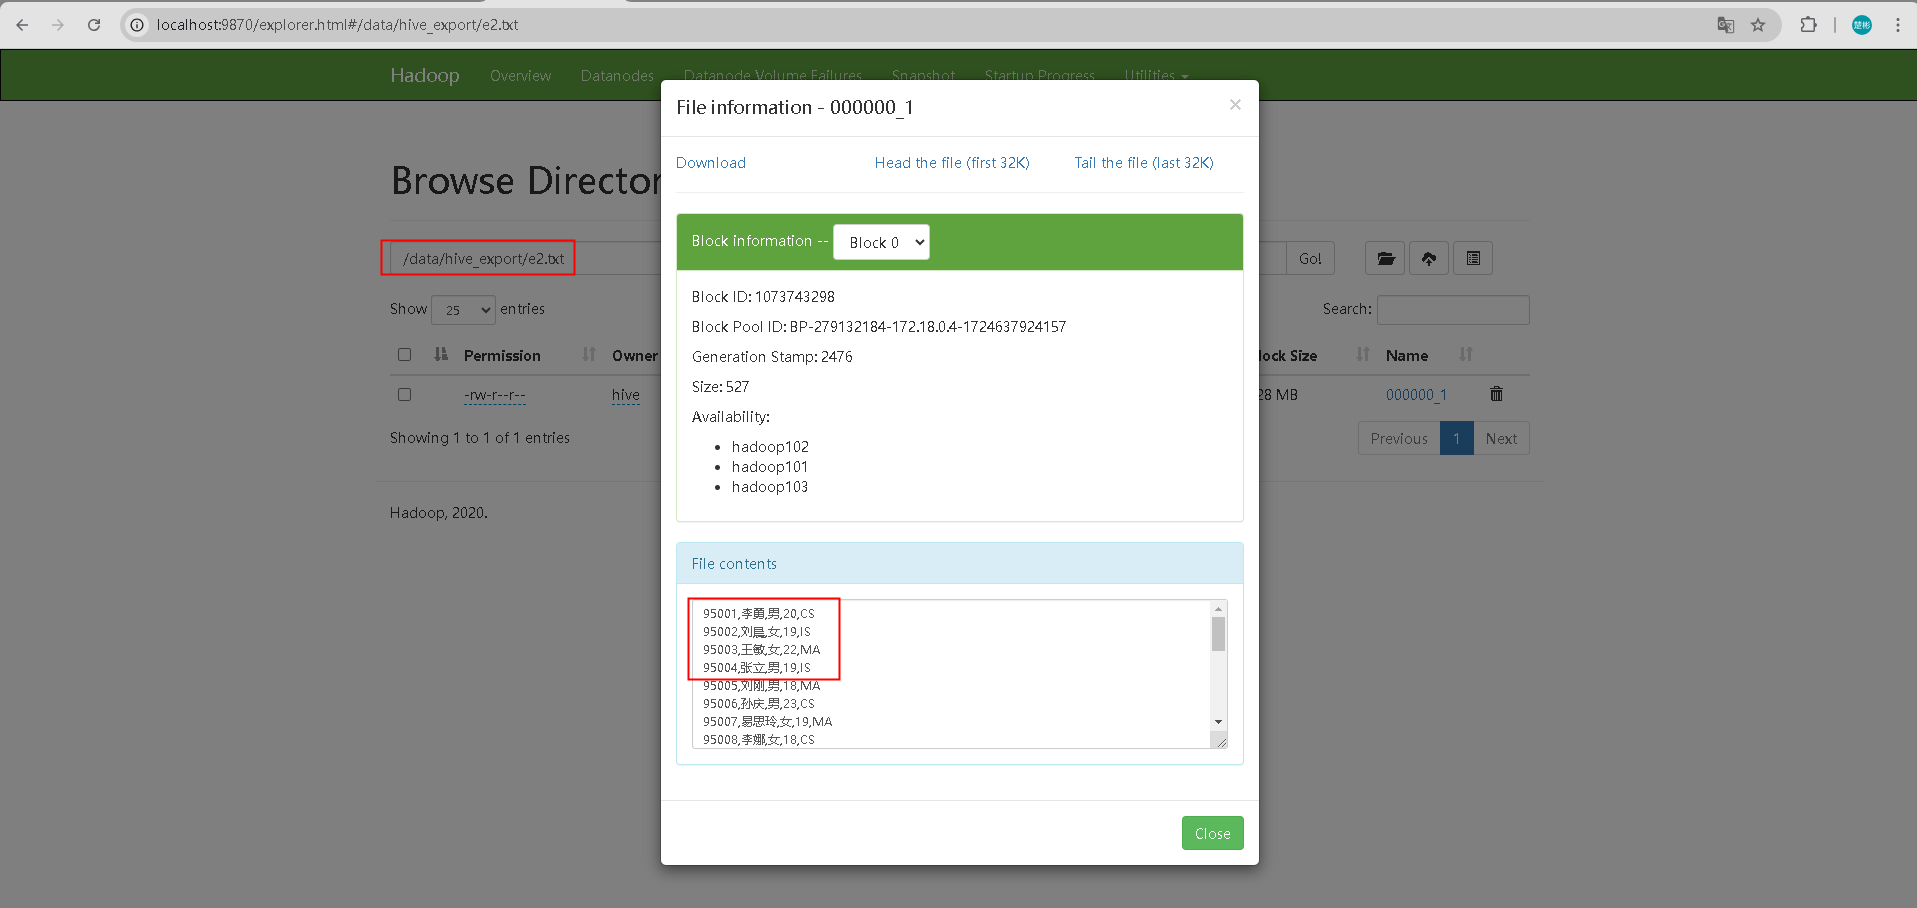 localhost:9870/explorer.html#/data/hive_export/e2.txt
楚彬
Hadoop Overview Datanodes Datanode Volume Failures Snapshot Startup Progress Utilities
File information - 000000_1
×
Download Head the file (first 32K) Tail the file (last 32K)
Browse Director
Block information -- Block 0
/data/hive_export/e2.txt
Go!
Block ID: 1073743298
Show 25 entries
Search:
Block Pool ID: BP-279132184-172.18.0.4-1724637924157
Permission Owner lock Size Name
Generation Stamp: 2476
Size: 527
-rw-r--r-- hive 28 MB 000000_1
Availability:
Showing 1 to 1 of 1 entries
Previous 1 Next
hadoop102
hadoop101
hadoop103
Hadoop, 2020.
File contents
95001,李勇,男,20,CS
95002,刘晨,女,19,IS
95003,王敏,女,22,MA
95004,张立,男,19,IS
95005,刘刚,男,18,MA
95006,孙庆,男,23,CS
95007,易思玲,女,19,MA
95008,李娜,女,18,CS
Close